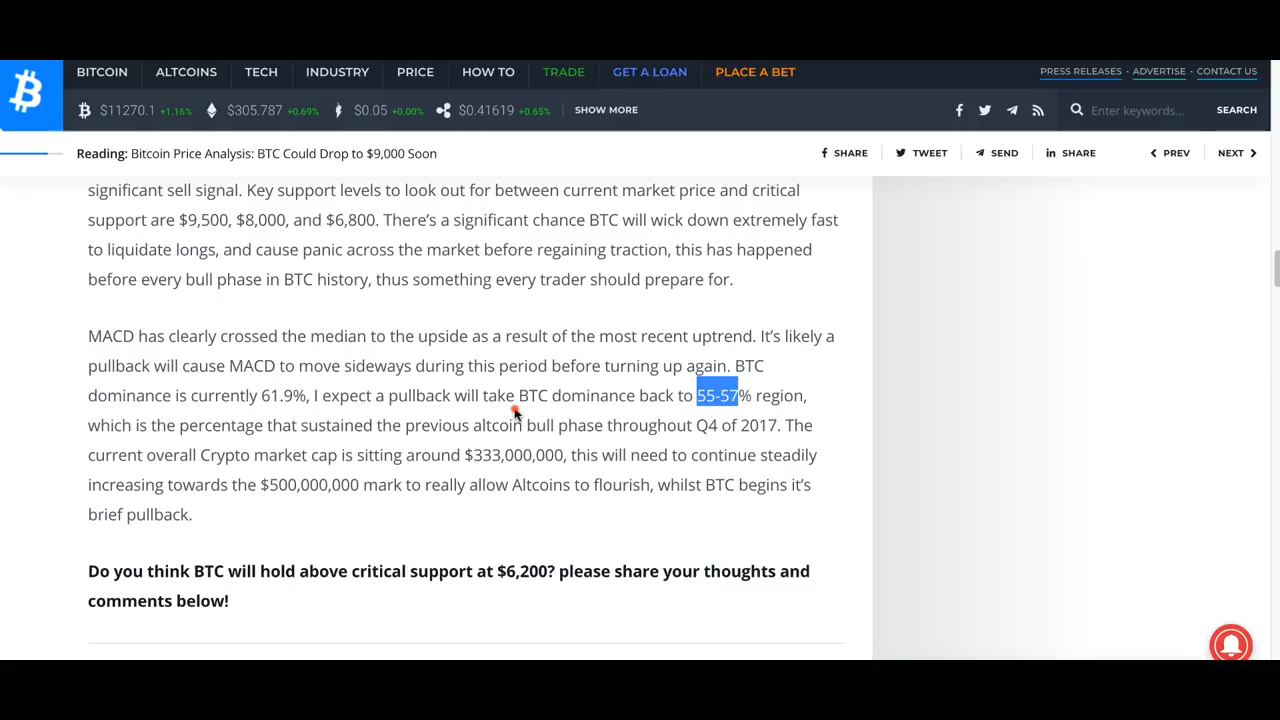 BITCOIN ALTCOINS TECH INDUSTRY PRICE HOW TO TRADE GET A LOAN PLACE A BET PRESS RELEASES · ADVERTISE · CONTACT US
$11270.1 +1.16% $305.787 +0.69% $0.05 +0.00% $0.41619 +0.65% SHOW MORE Enter keywords... SEARCH
Reading: Bitcoin Price Analysis: BTC Could Drop to $9,000 Soon SHARE TWEET SEND SHARE PREV NEXT
significant sell signal. Key support levels to look out for between current market price and critical
support are $9,500, $8,000, and $6,800. There’s a significant chance BTC will wick down extremely fast
to liquidate longs, and cause panic across the market before regaining traction, this has happened
before every bull phase in BTC history, thus something every trader should prepare for.
MACD has clearly crossed the median to the upside as a result of the most recent uptrend. It’s likely a
pullback will cause MACD to move sideways during this period before turning up again. BTC
dominance is currently 61.9%, I expect a pullback will take BTC dominance back to 55-57% region,
which is the percentage that sustained the previous altcoin bull phase throughout Q4 of 2017. The
current overall Crypto market cap is sitting around $333,000,000, this will need to continue steadily
increasing towards the $500,000,000 mark to really allow Altcoins to flourish, whilst BTC begins it’s
brief pullback.
Do you think BTC will hold above critical support at $6,200? please share your thoughts and
comments below!